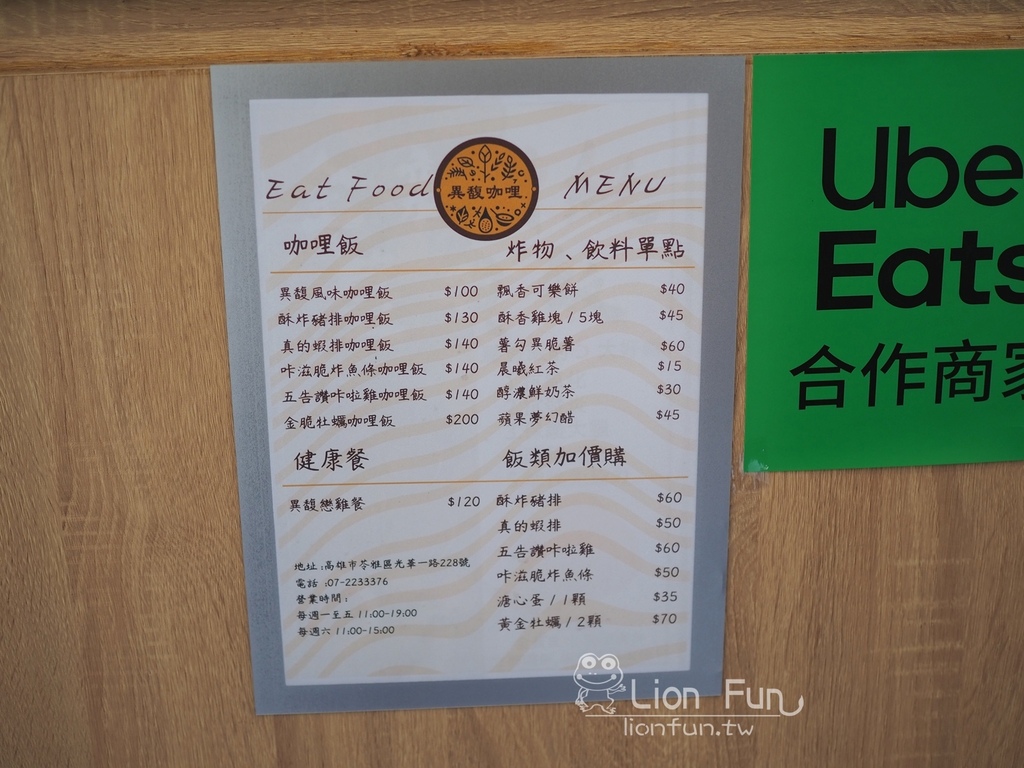 Eat Food
異馥咖哩
MENU
咖哩飯
異馥風味咖哩飯 $100
酥炸豬排咖哩飯 $130
真的蝦排咖哩飯 $140
咔滋脆炸魚條咖哩飯 $140
五告讚咔啦雞咖哩飯 $140
金脆牡蠣咖哩飯 $200
健康餐
異馥戀雞餐 $120
地址:高雄市苓雅區光華一路228號
電話:07-2233376
營業時間:
每週一至五 11:00-19:00
每週六 11:00-15:00
炸物、飲料單點
飄香可樂餅 $40
酥香雞塊/5塊 $45
薯勾異脆薯 $60
晨曦紅茶 $15
醇濃鮮奶茶 $30
蘋果夢幻醋 $45
飯類加價購
酥炸豬排 $60
真的蝦排 $50
五告讚咔啦雞 $60
咔滋脆炸魚條 $50
溏心蛋/1顆 $35
黃金牡蠣/2顆 $70
Ube
Eats
合作商家
Lion Fun
lionfun.tw